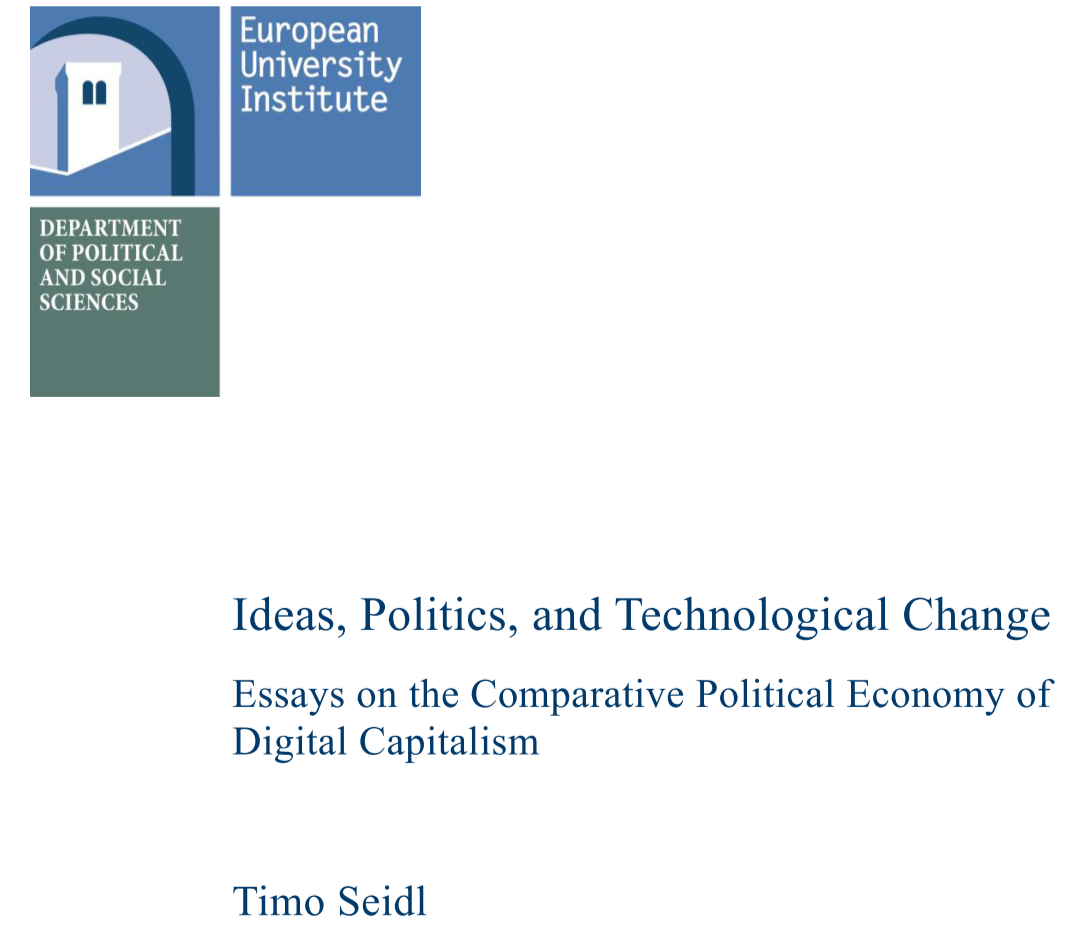 European
University
Institute
DEPARTMENT
OF POLITICAL
AND SOCIAL
SCIENCES
Ideas, Politics, and Technological Change
Essays on the Comparative Political Economy of
Digital Capitalism
Timo Seidl